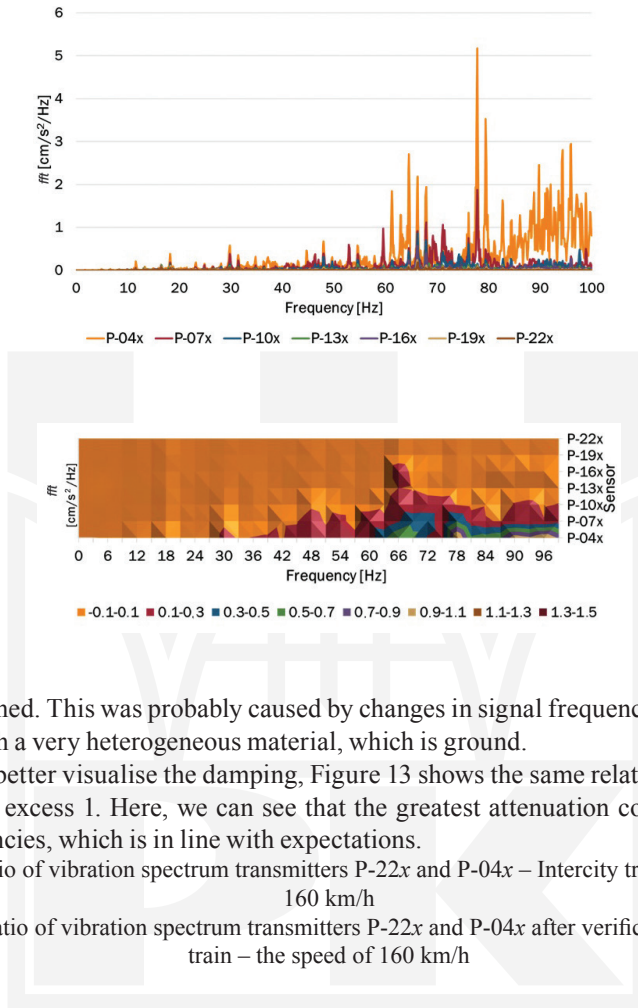 6
5
4
3
2
1
0
fft [cm/s²/Hz]
0 10 20 30 40 50 60 70 80 90 100
Frequency [Hz]
P-04x P-07x P-10x P-13x P-16x P-19x P-22x
fft
[cm/s²/Hz]
P-22x
P-19x
P-16x
P-13x
P-10x
P-07x
P-04x
Sensor
0 6 12 18 24 30 36 42 48 54 60 66 72 78 84 90 96
Frequency [Hz]
-0.1-0.1 0.1-0,3 0.3-0.5 0.5-0.7 0.7-0.9 0.9-1.1 1.1-1.3 1.3-1.5
ned. This was probably caused by changes in signal frequenc
n a very heterogeneous material, which is ground.
better visualise the damping, Figure 13 shows the same relat
excess 1. Here, we can see that the greatest attenuation co
ncies, which is in line with expectations.
io of vibration spectrum transmitters P-22x and P-04x – Intercity tr
160 km/h
atio of vibration spectrum transmitters P-22x and P-04x after verific
train – the speed of 160 km/h